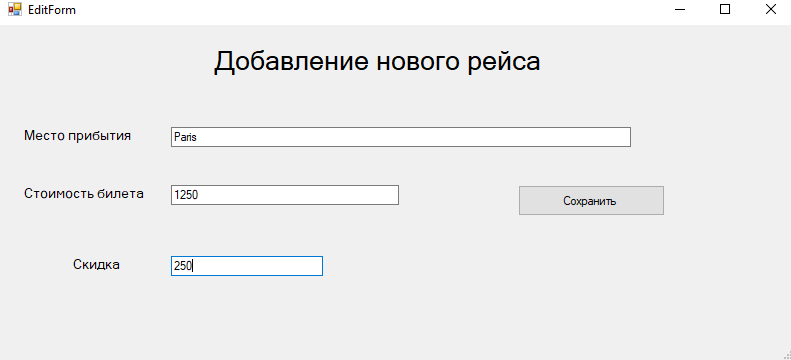 EditForm
Добавление нового рейса
Место прибытия Paris
Стоимость билета 1250 Сохранить
Скидка 250